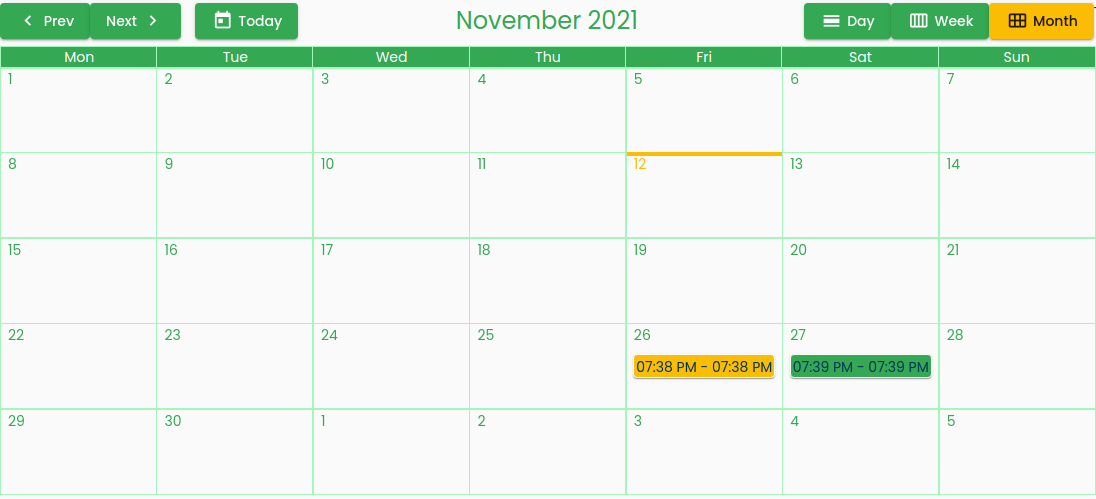 Prev Next Today November 2021 Day Week Month
Mon Tue Wed Thu Fri Sat Sun
1 2 3 4 5 6 7
8 9 10 11 12 13 14
15 16 17 18 19 20 21
22 23 24 25 26 27 28
07:38 PM - 07:38 PM 07:39 PM - 07:39 PM
29 30 1 2 3 4 5